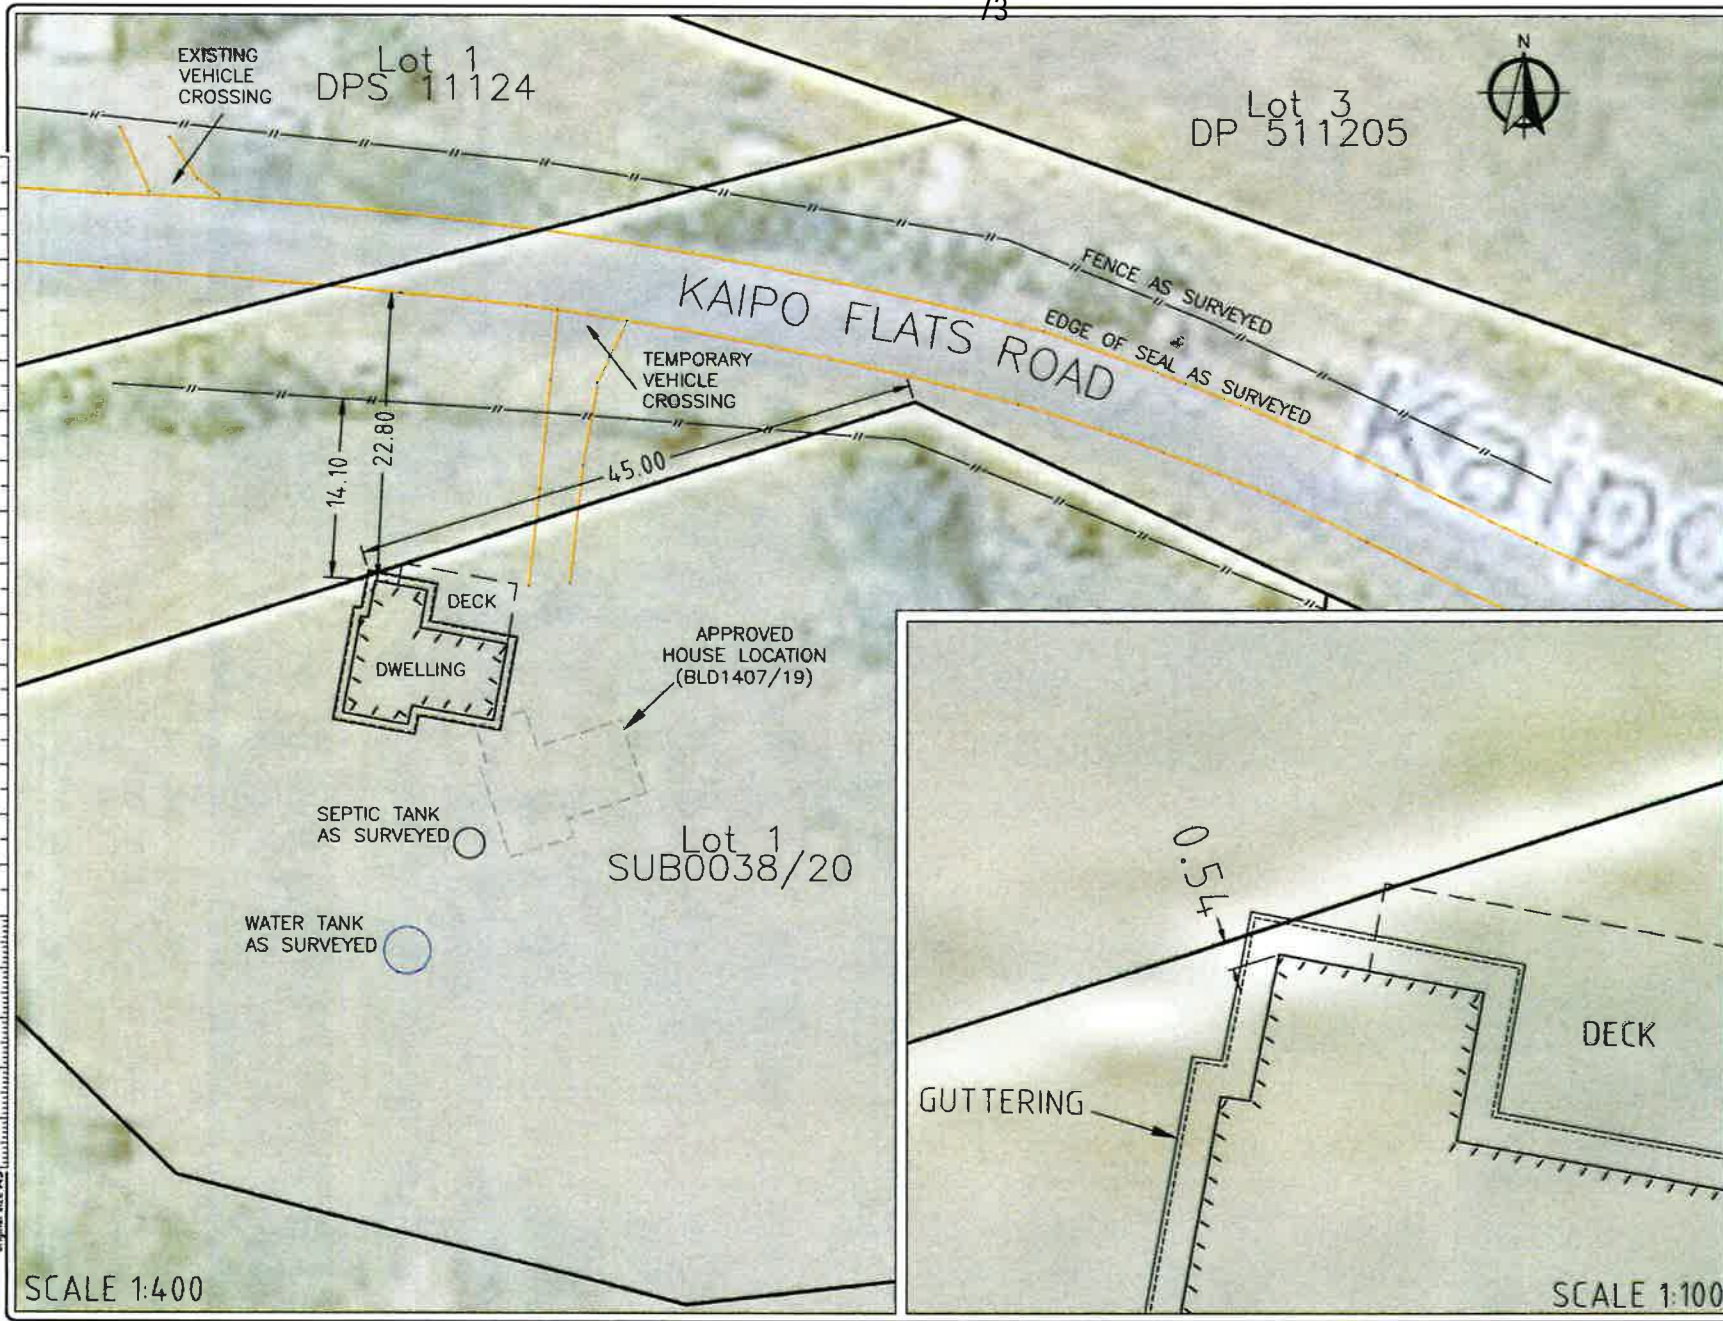 73
EXISTING
VEHICLE
CROSSING
Lot 1
DPS 11124
N
Lot 3
DP 511205
FENCE AS SURVEYED
KAIPO FLATS ROAD
EDGE OF SEAL AS SURVEYED
Kaipo
TEMPORARY
VEHICLE
CROSSING
22.80
14.10
45.00
DECK
DWELLING
APPROVED
HOUSE LOCATION
(BLD1407/19)
SEPTIC TANK
AS SURVEYED
Lot 1
SUB0038/20
WATER TANK
AS SURVEYED
SCALE 1:400
0.54
DECK
GUTTERING
SCALE 1:100